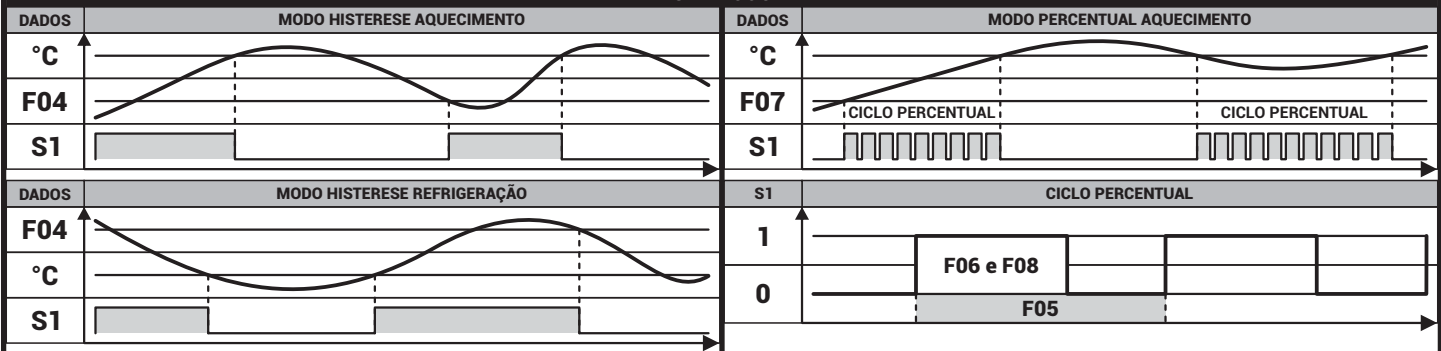 DADOS MODO HISTERESE AQUECIMENTO
°C
F04
S1
DADOS MODO PERCENTUAL AQUECIMENTO
°C
F07
CICLO PERCENTUAL CICLO PERCENTUAL
S1
DADOS MODO HISTERESE REFRIGERAÇÃO
F04
°C
S1
S1 CICLO PERCENTUAL
1
F06 e F08
0
F05